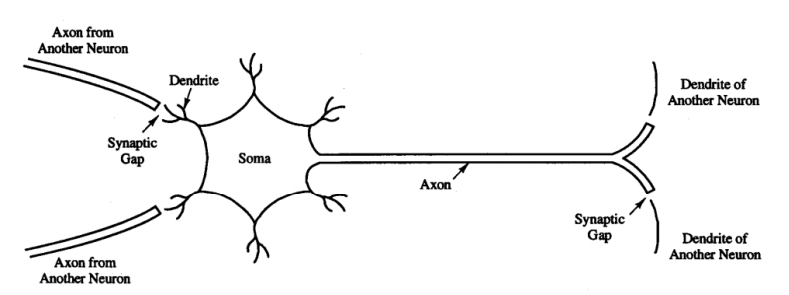 Axon from
Another Neuron
Dendrite
Synaptic
Gap
Soma
Axon
Dendrite of
Another Neuron
Synaptic
Gap
Dendrite of
Another Neuron
Axon from
Another Neuron